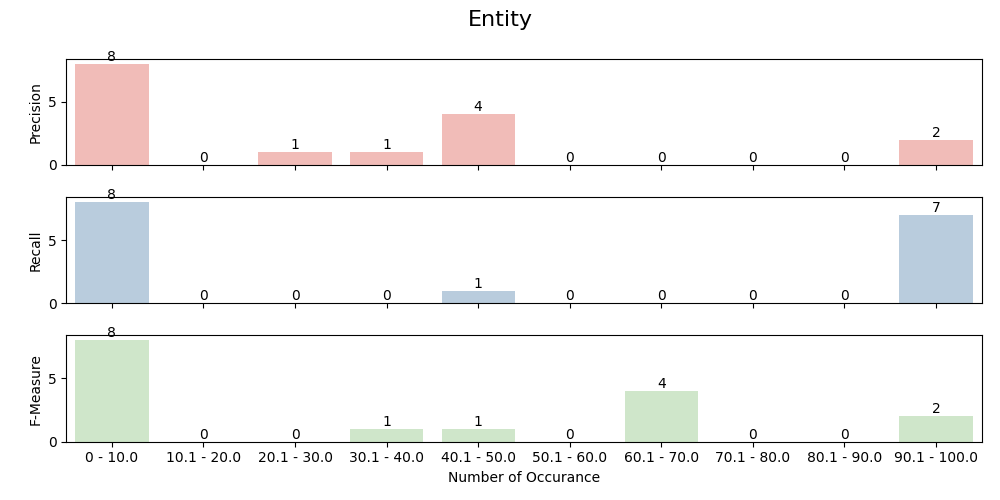 Entity
Precision
5
0
8 0 1 1 4 0 0 0 0 2
Recall
5
0
8 0 0 0 1 0 0 0 0 7
F-Measure
5
0
8 0 0 1 1 0 4 0 0 2
0 - 10.0 10.1 - 20.0 20.1 - 30.0 30.1 - 40.0 40.1 - 50.0 50.1 - 60.0 60.1 - 70.0 70.1 - 80.0 80.1 - 90.0 90.1 - 100.0
Number of Occurance